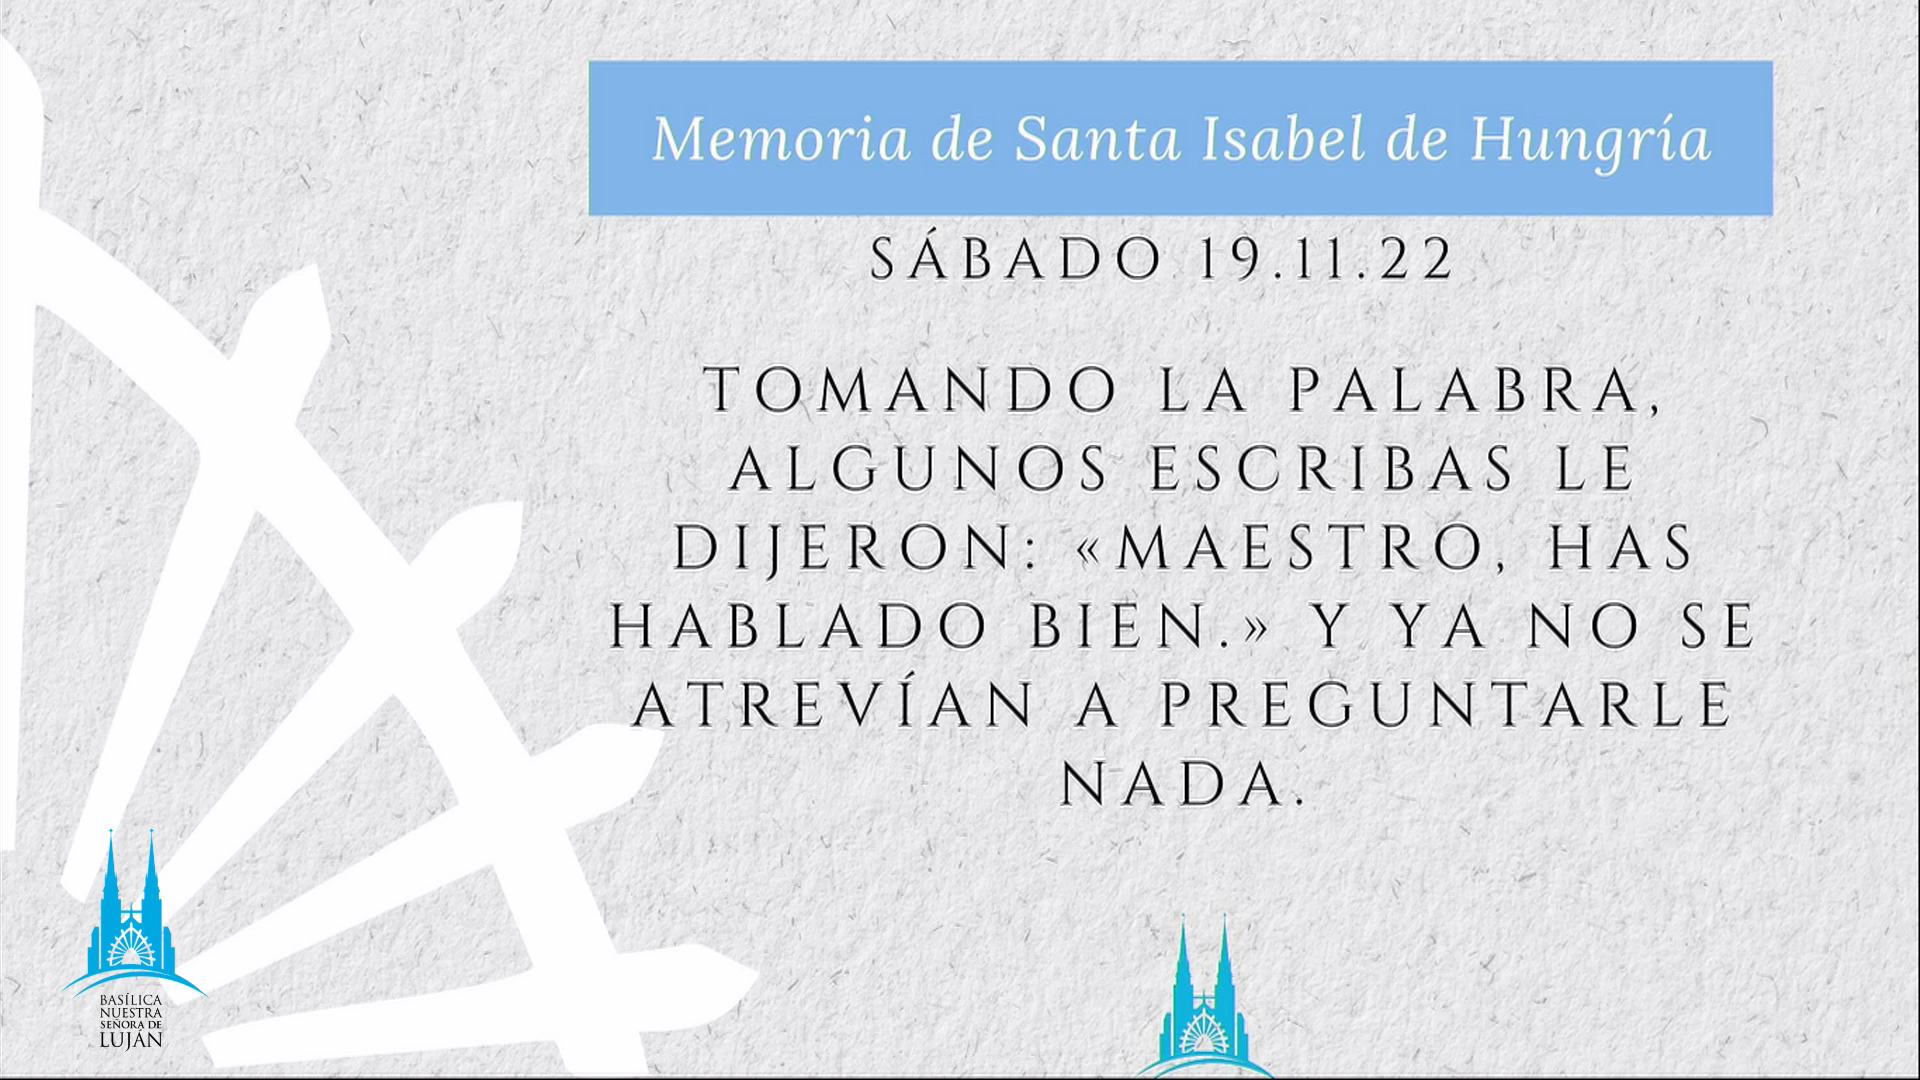 Memoria de Santa Isabel de Hungría
SÁBADO 19.11.22
TOMANDO LA PALABRA,
ALGUNOS ESCRIBAS LE
DIJERON: «MAESTRO, HAS
HABLADO BIEN.» Y YA NO SE
ATREVÍAN A PREGUNTARLE
NADA.
BASÍLICA
NUESTRA
SEÑORA DE
LUJÁN